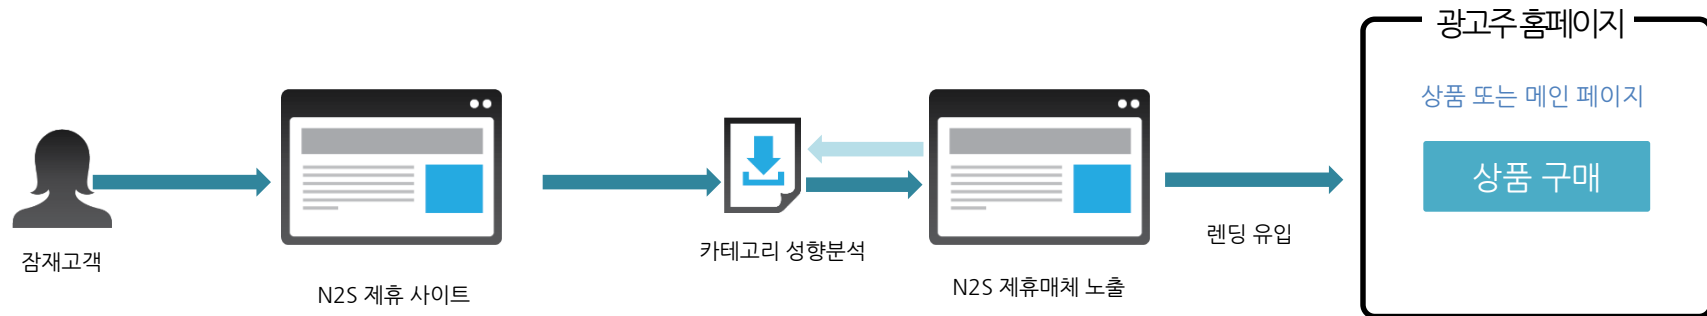 광고주 홈페이지
상품 또는 메인 페이지
상품 구매
렌딩 유입
카테고리 성향분석
잠재고객
N2S 제휴 사이트
N2S 제휴매체 노출